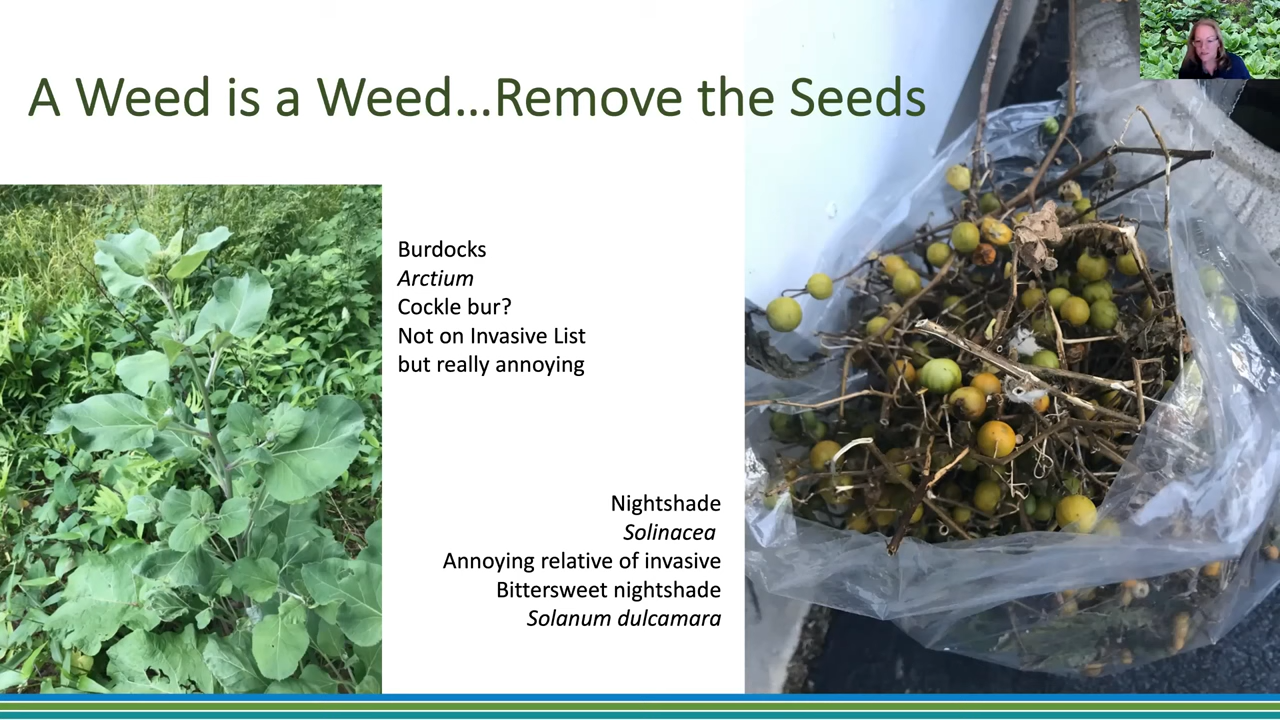 A Weed is a Weed...Remove the Seeds
Burdocks
Arctium
Cockle bur?
Not on Invasive List
but really annoying
Nightshade
Solinacea
Annoying relative of invasive
Bittersweet nightshade
Solanum dulcamara